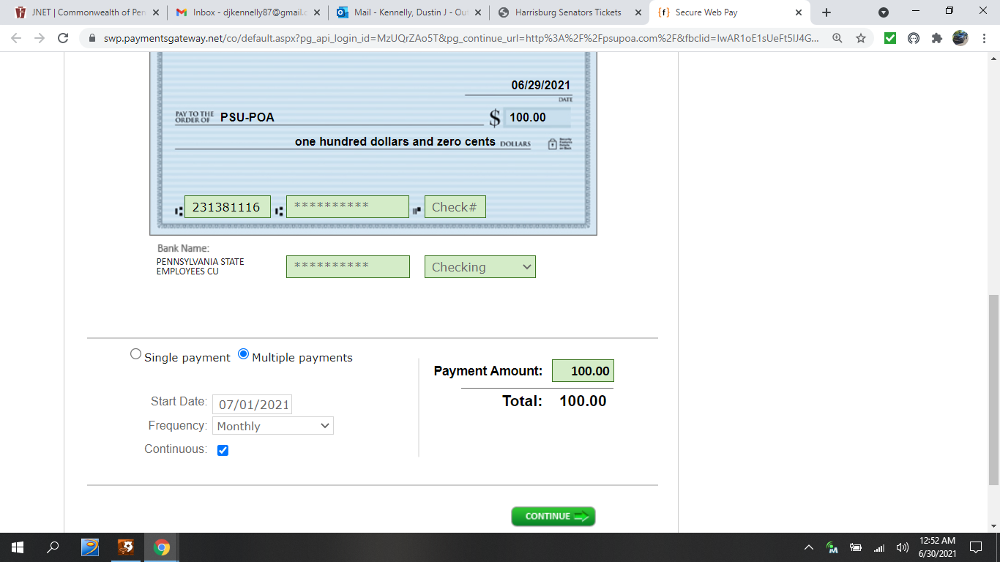 JNET | Commonwealth of Pen
Inbox - djkennelly87@gmail.c
Mail - Kennelly, Dustin J - Out
Harrisburg Senators Tickets
Secure Web Pay
swp.paymentsgateway.net/co/default.aspx?pg_api_login_id=MzUQrZAo5T&pg_continue_url=http%3A%2F%2Fpsupoa.com%2F&fbclid=IwAR1oE1sUeFt5lJ4G...
06/29/2021
DATE
PAY TO THE
ORDER OF PSU-POA $ 100.00
one hundred dollars and zero cents DOLLARS
231381116 ********** Check#
Bank Name:
PENNSYLVANIA STATE
EMPLOYEES CU
********** Checking
Single payment Multiple payments
Payment Amount: 100.00
Total: 100.00
Start Date: 07/01/2021
Frequency: Monthly
Continuous:
CONTINUE
12:52 AM
6/30/2021